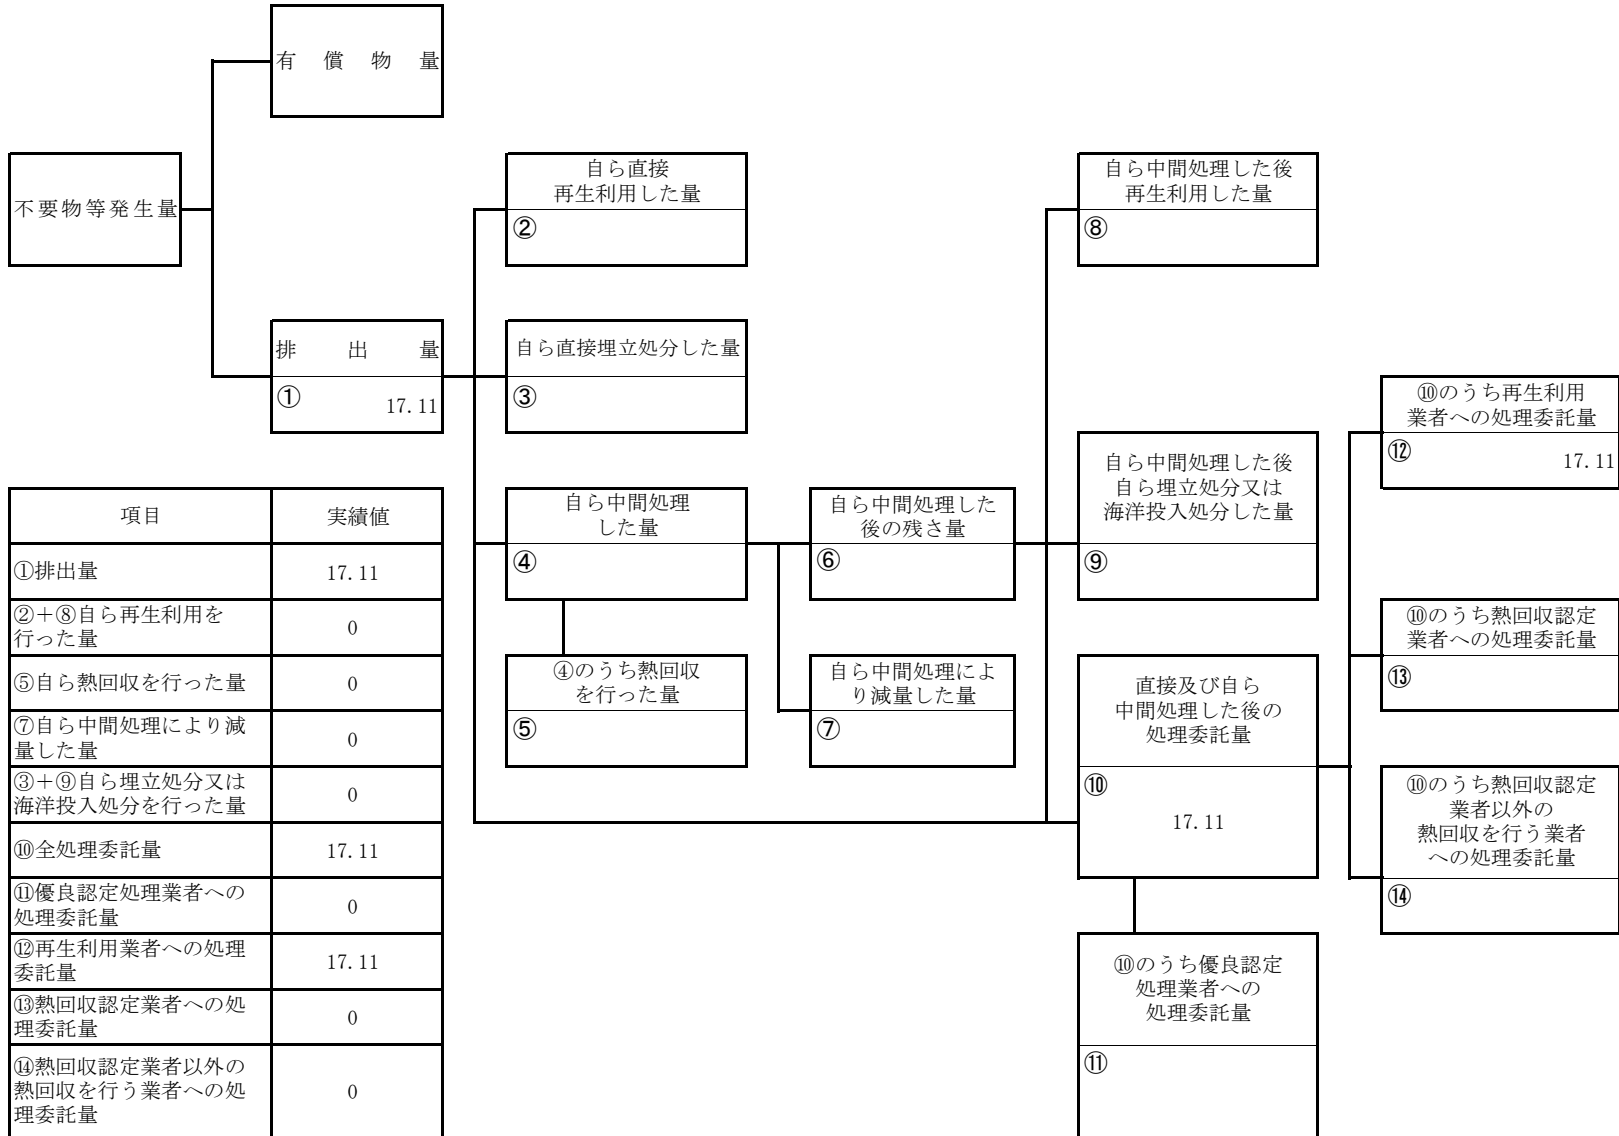 有償物量
不要物等発生量
排出量
① 17.11
自ら直接
再生利用した量
②
自ら直接埋立処分した量
③
自ら中間処理
した量
④
④のうち熱回収
を行った量
⑤
自ら中間処理した
後の残さ量
⑥
自ら中間処理によ
り減量した量
⑦
自ら中間処理した後
再生利用した量
⑧
自ら中間処理した後
自ら埋立処分又は
海洋投入処分した量
⑨
直接及び自ら
中間処理した後の
処理委託量
⑩
17.11
⑩のうち優良認定
処理業者への
処理委託量
⑪
⑩のうち再生利用
業者への処理委託量
⑫ 17.11
⑩のうち熱回収認定
業者への処理委託量
⑬
⑩のうち熱回収認定
業者以外の
熱回収を行う業者
への処理委託量
⑭
項目 実績値
①排出量 17.11
②+⑧自ら再生利用を
行った量 0
⑤自ら熱回収を行った量 0
⑦自ら中間処理により減
量した量 0
③+⑨自ら埋立処分又は
海洋投入処分を行った量 0
⑩全処理委託量 17.11
⑪優良認定処理業者への
処理委託量 0
⑫再生利用業者への処理
委託量 17.11
⑬熱回収認定業者への処
理委託量 0
⑭熱回収認定業者以外の
熱回収を行う業者への処
理委託量 0